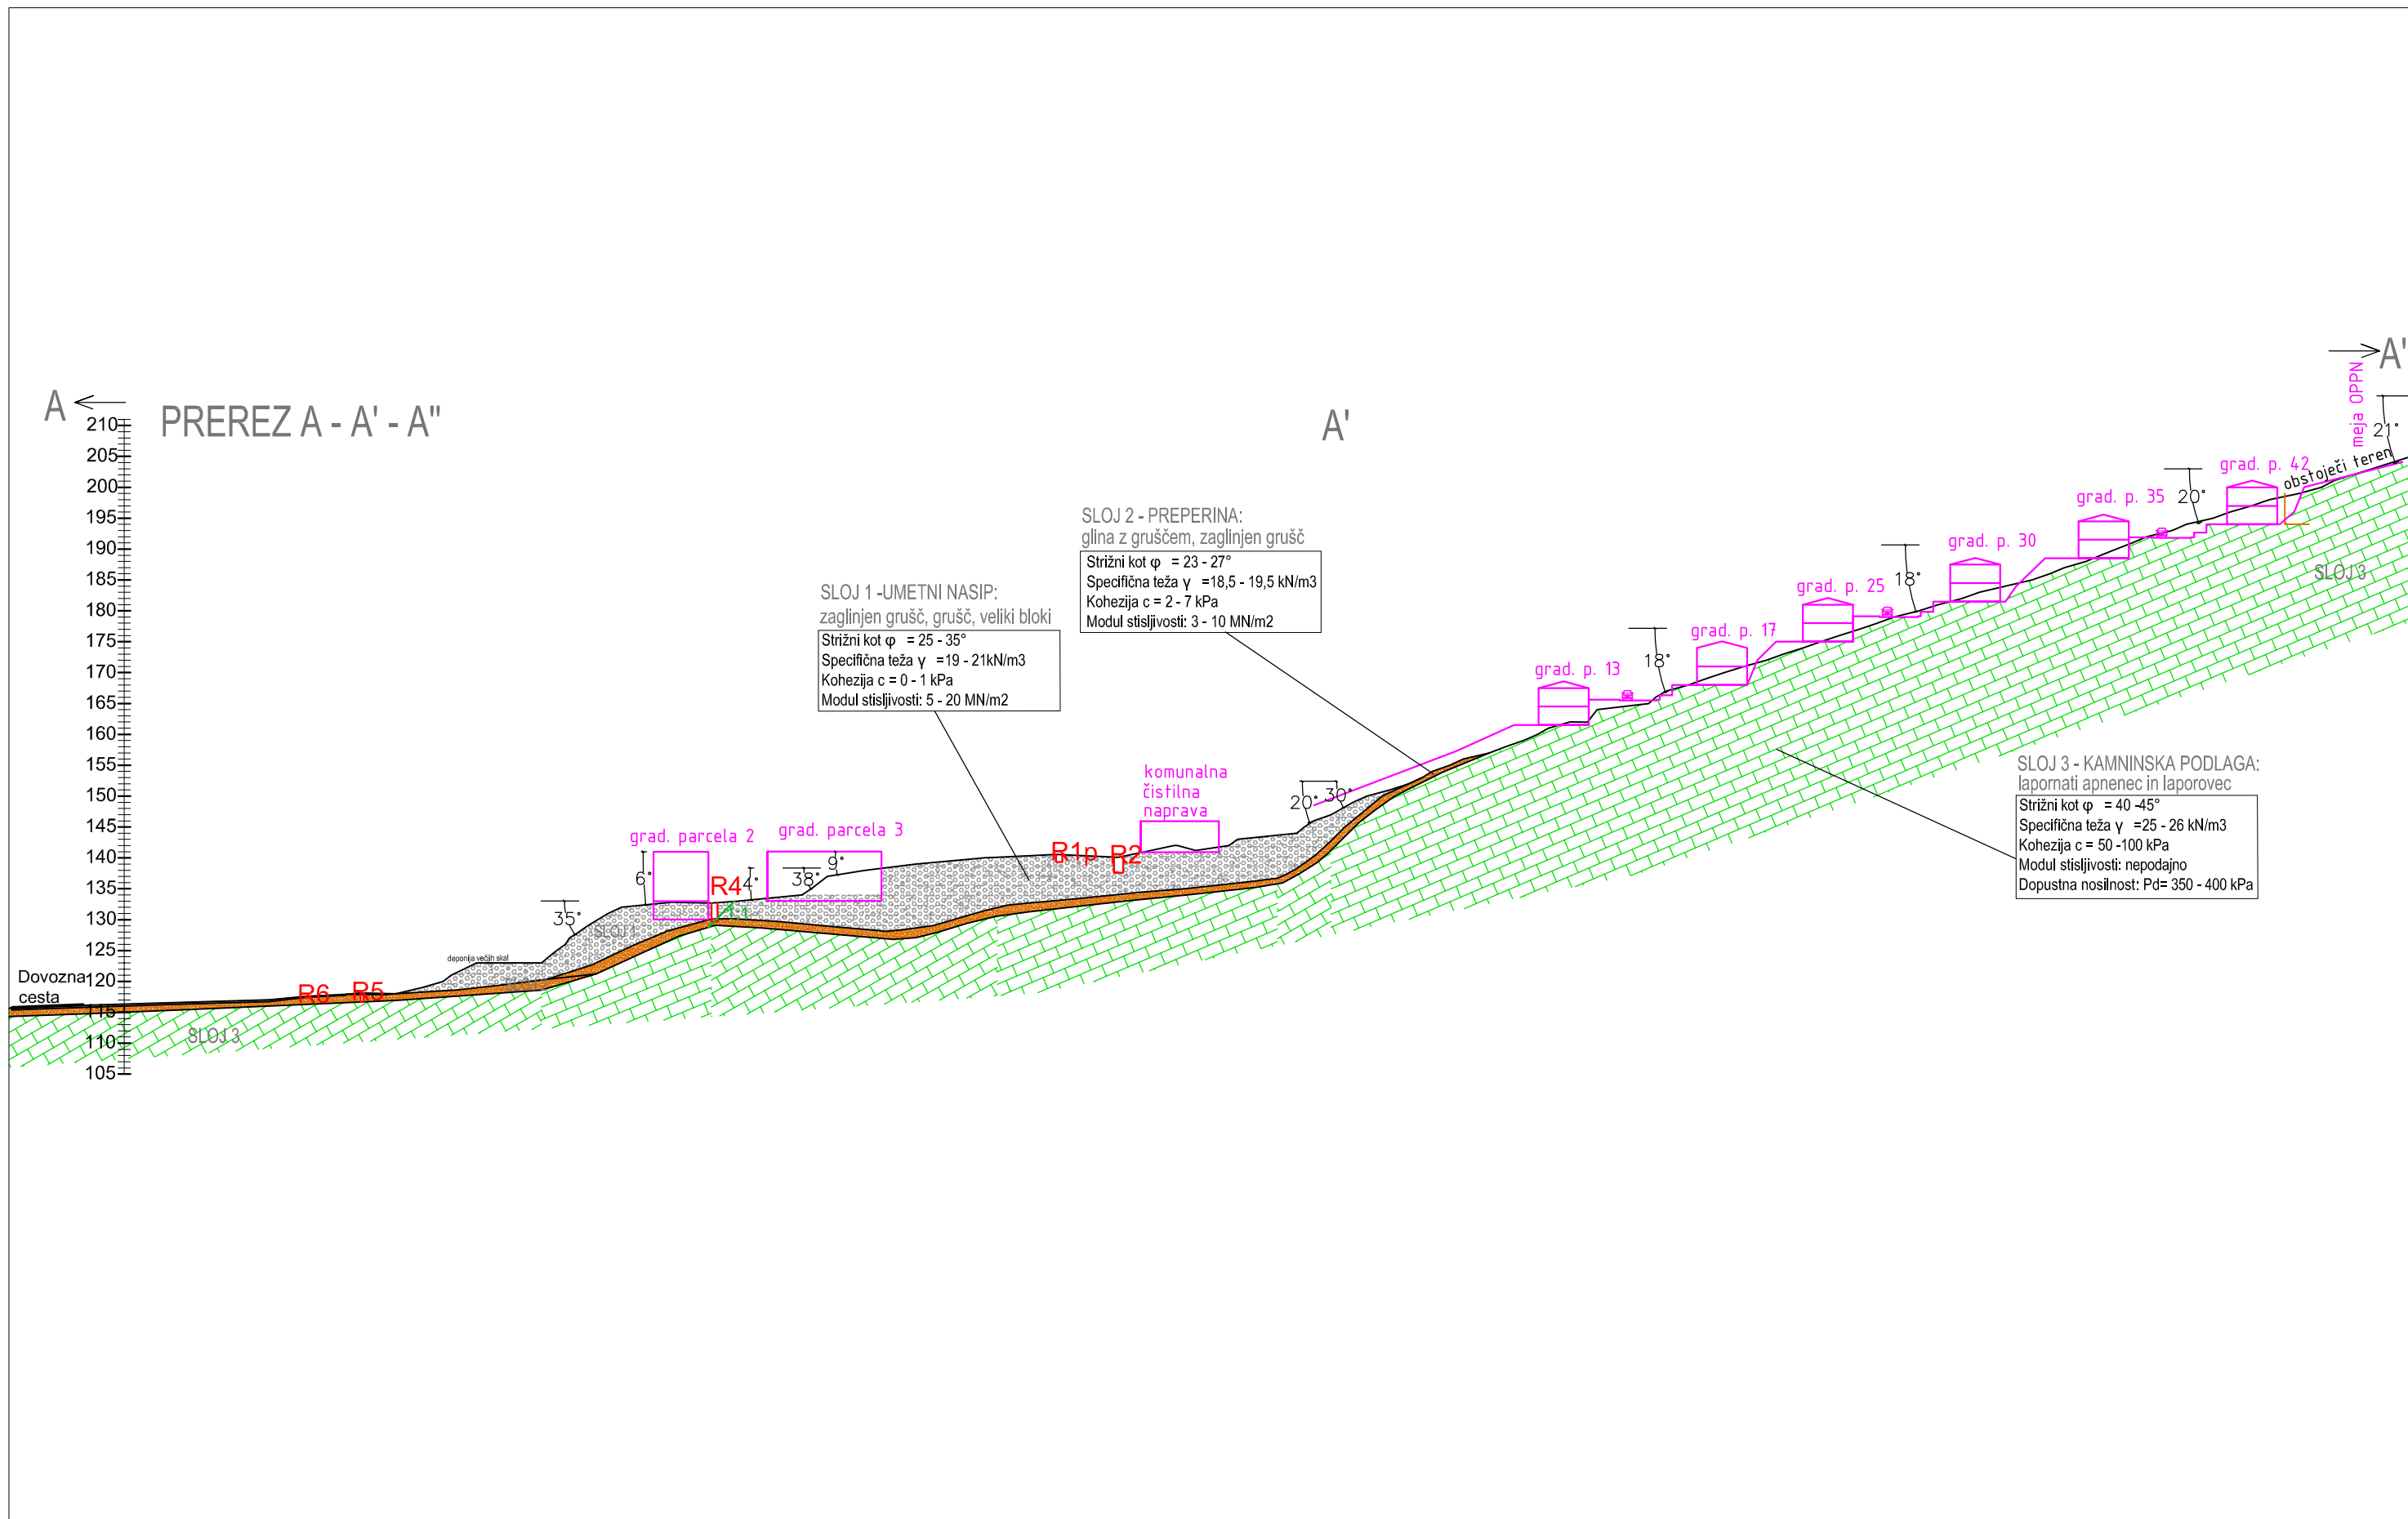 A
PREREZ A - A' - A"
A'
A'
meja OPPN
21°
210
205
200
195
190
185
180
175
170
165
160
155
150
145
140
135
130
125
120
115
110
105
obstoječi teren
grad. p. 42
20°
grad. p. 35
SLOJ 3
grad. p. 30
18°
grad. p. 25
grad. p. 17
18°
grad. p. 13
SLOJ 2 - PREPERINA:
glina z gruščem, zaglinjen grušč
Strižni kot φ = 23 - 27°
Specifična teža γ =18,5 - 19,5 kN/m3
Kohezija c = 2 - 7 kPa
Modul stisljivosti: 3 - 10 MN/m2
SLOJ 1 -UMETNI NASIP:
zaglinjen grušč, grušč, veliki bloki
Strižni kot φ = 25 - 35°
Specifična teža γ =19 - 21kN/m3
Kohezija c = 0 - 1 kPa
Modul stisljivosti: 5 - 20 MN/m2
SLOJ 3 - KAMNINSKA PODLAGA:
lapornati apnenec in laporovec
Strižni kot φ = 40 -45°
Specifična teža γ =25 - 26 kN/m3
Kohezija c = 50 -100 kPa
Modul stisljivosti: nepodajno
Dopustna nosilnost: Pd= 350 - 400 kPa
komunalna
čistilna
naprava
20°
30°
grad. parcela 2
grad. parcela 3
R1p
R2
9°
38°
6°
R4
4°
35°
SLOJ 1
deponija večjih skal
Dovozna
cesta
R6
R5
SLOJ 3